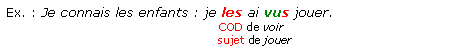 Ex. : Je connais les enfants : je les ai vus jouer.
COD de voir
sujet de jouer